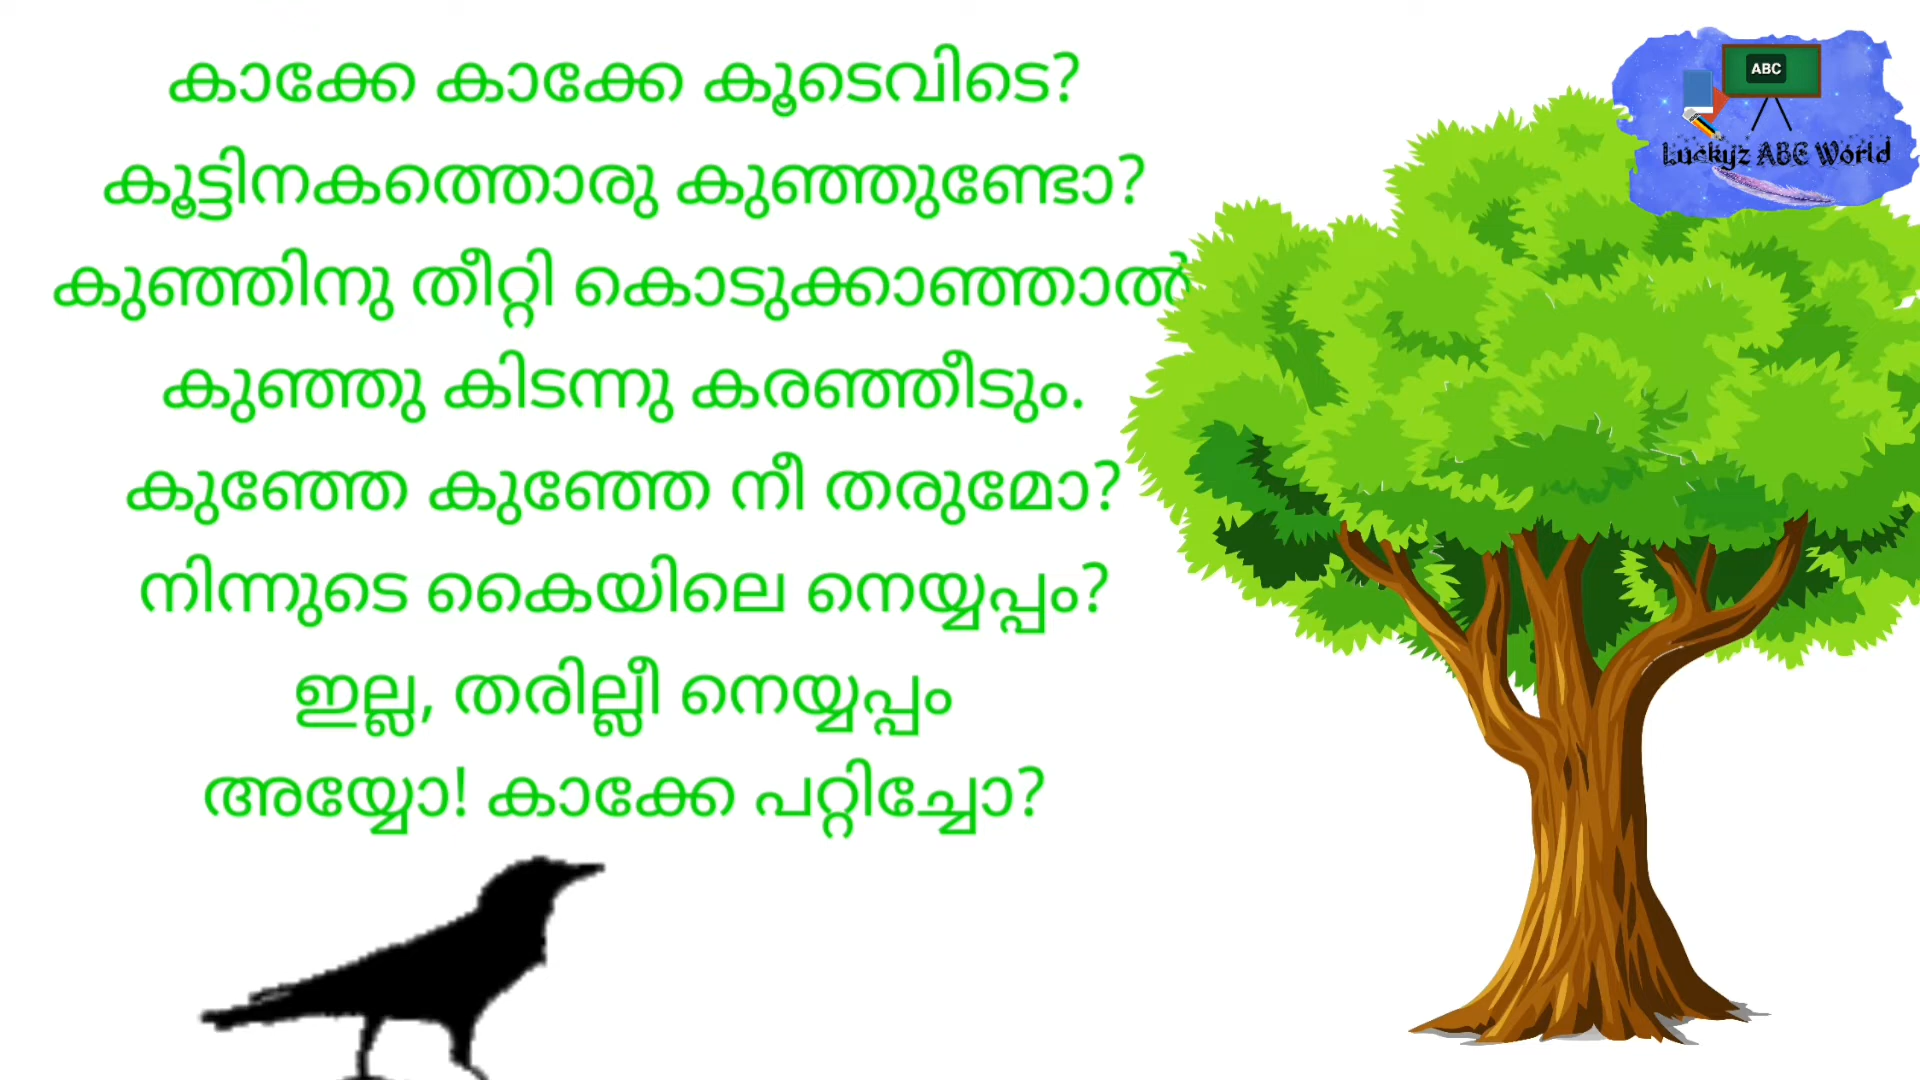 കാക്കേ കാക്കേ കൂടെവിടെ?
കൂട്ടിനകത്തൊരു കുഞ്ഞുണ്ടോ?
കുഞ്ഞിനു തീറ്റി കൊടുക്കാഞ്ഞാൽ
കുഞ്ഞു കിടന്നു കരഞ്ഞീടും.
കുഞ്ഞേ കുഞ്ഞേ നീ തരുമോ?
നിന്നുടെ കൈയിലെ നെയ്യപ്പം?
ഇല്ല, തരില്ലീ നെയ്യപ്പം
അയ്യോ! കാക്കേ പറ്റിച്ചോ?
ABC
Luckyz ABC World